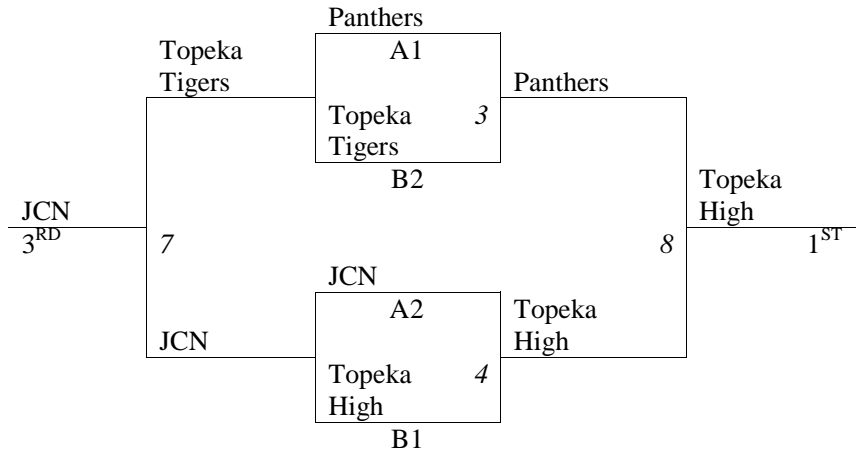 Panthers
A1
Topeka
Tigers
Panthers
Topeka
Tigers
3
B2
Topeka
High
JCN
3RD
7
8
1ST
JCN
A2
Topeka
High
JCN
Topeka
High
4
B1